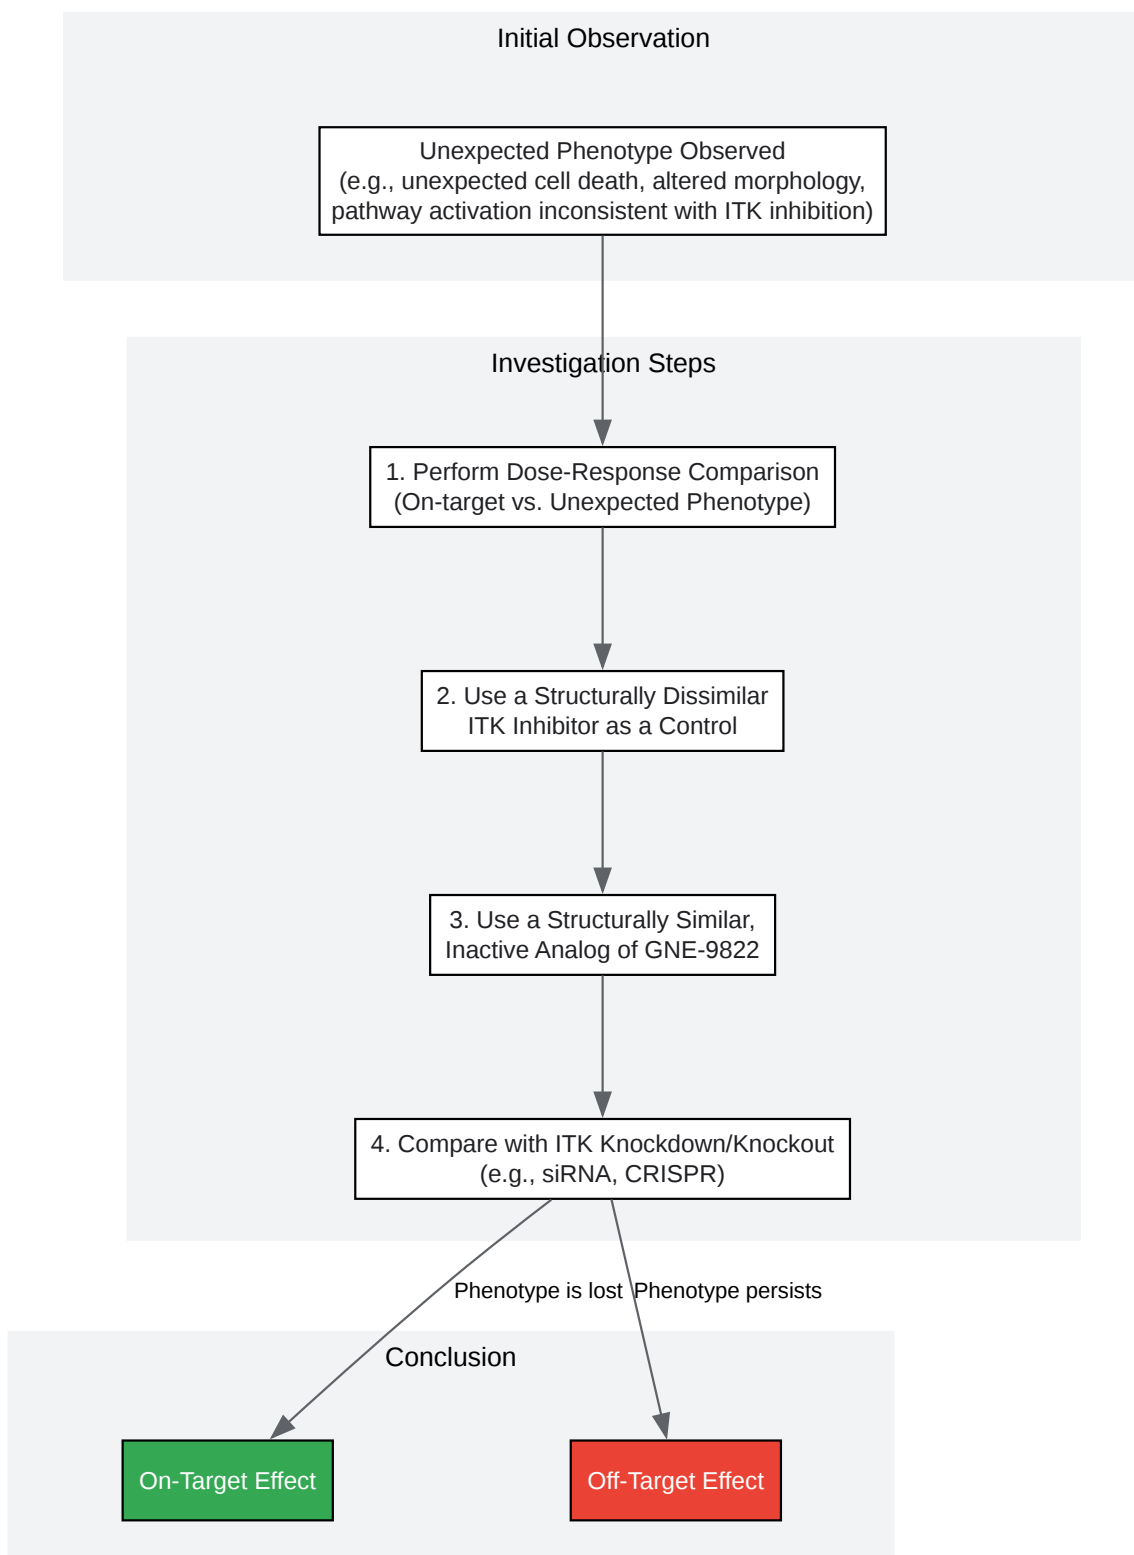 Initial Observation
Unexpected Phenotype Observed
(e.g., unexpected cell death, altered morphology,
pathway activation inconsistent with ITK inhibition)
Investigation Steps
1. Perform Dose-Response Comparison
(On-target vs. Unexpected Phenotype)
2. Use a Structurally Dissimilar
ITK Inhibitor as a Control
3. Use a Structurally Similar,
Inactive Analog of GNE-9822
4. Compare with ITK Knockdown/Knockout
(e.g., siRNA, CRISPR)
Phenotype is lost
Phenotype persists
Conclusion
On-Target Effect
Off-Target Effect